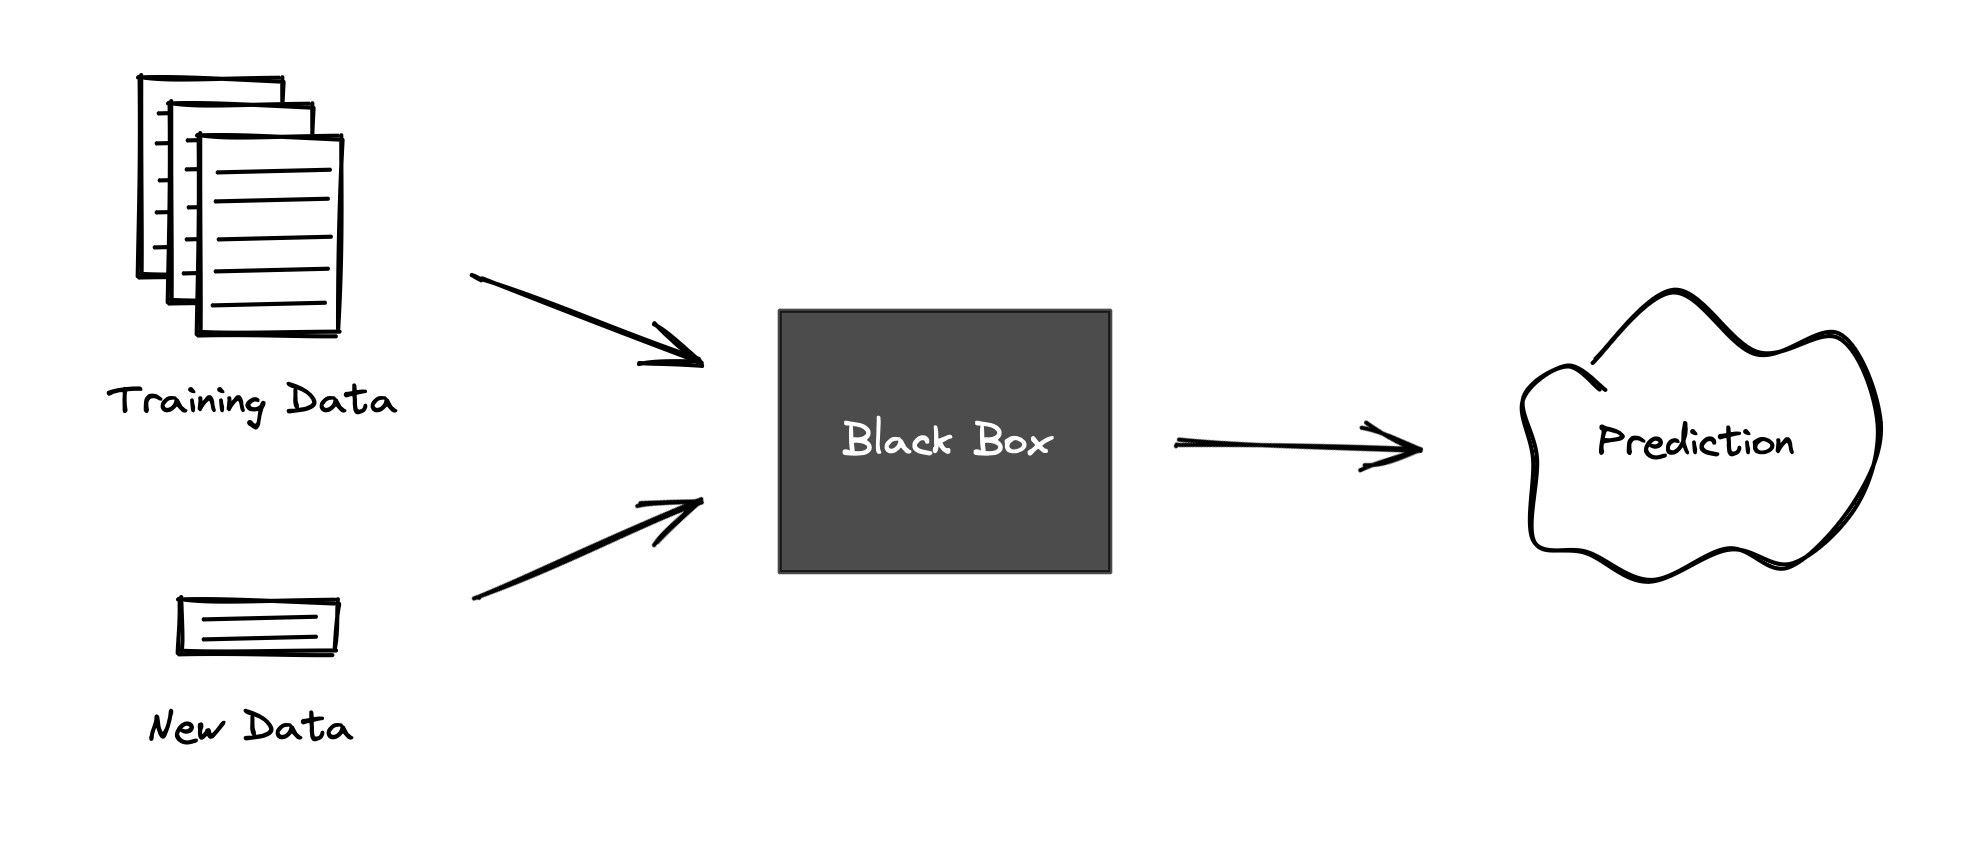 Training Data
Black Box
Prediction
New Data